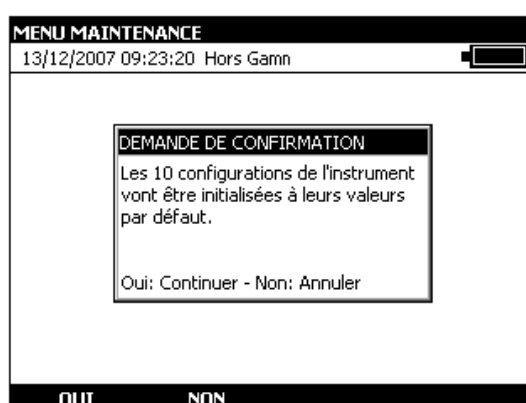 MENU MAINTENANCE
13/12/2007 09:23:20 Hors Gamn
DEMANDE DE CONFIRMATION
Les 10 configurations de l'instrument
vont être initialisées à leurs valeurs
par défaut.
Oui: Continuer - Non: Annuler
OUI NON